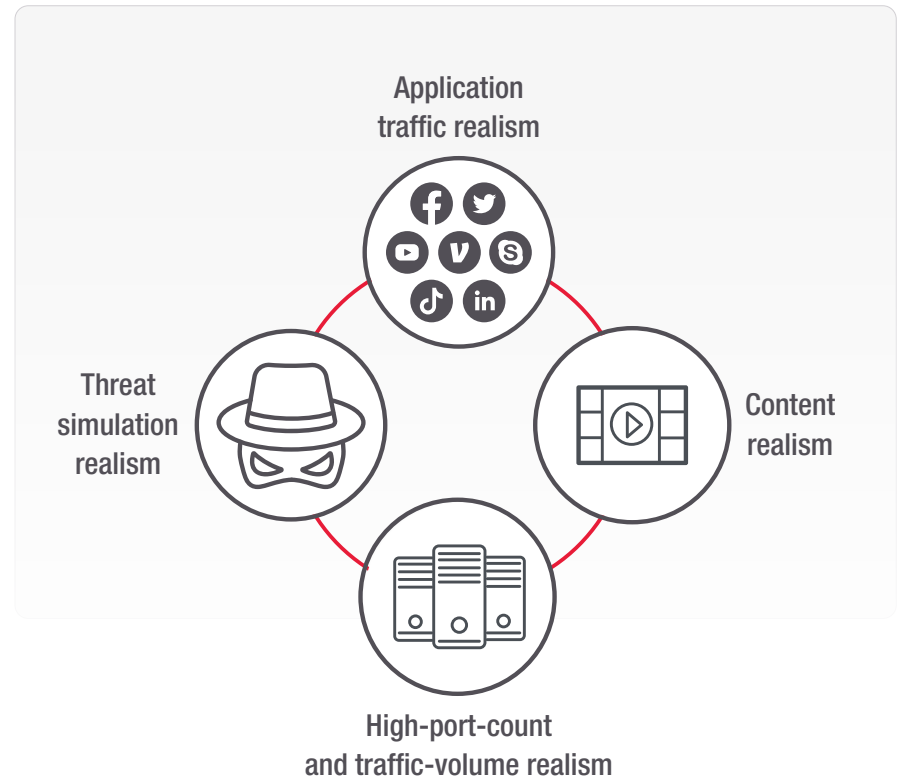 Application
traffic realism
Threat
simulation
realism
Content
realism
High-port-count
and traffic-volume realism